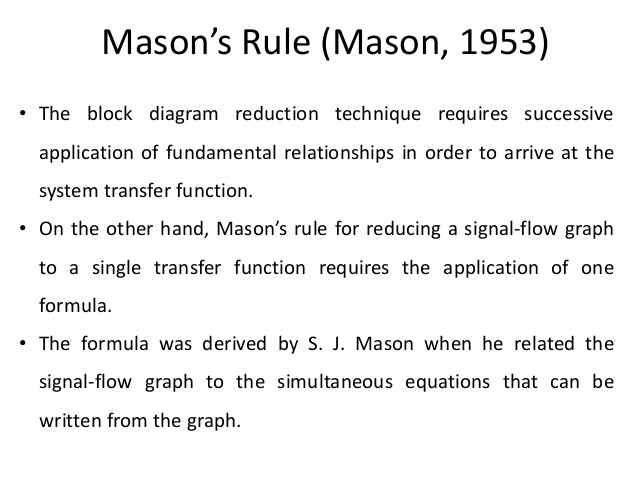 Mason’s Rule (Mason, 1953)
• The block diagram reduction technique requires successive
application of fundamental relationships in order to arrive at the
system transfer function.
• On the other hand, Mason’s rule for reducing a signal-flow graph
to a single transfer function requires the application of one
formula.
• The formula was derived by S. J. Mason when he related the
signal-flow graph to the simultaneous equations that can be
written from the graph.